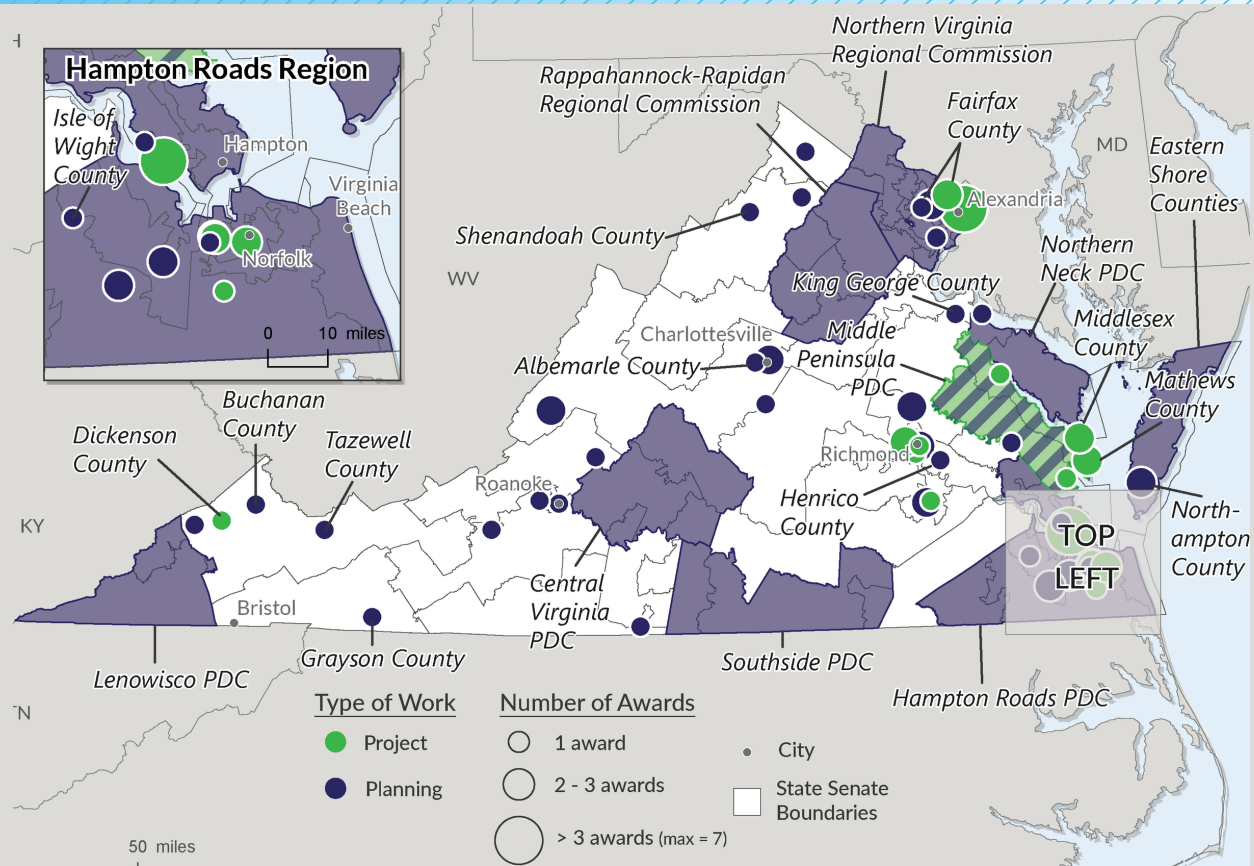 Hampton Roads Region
Isle of
Wight
County
Hampton
Virginia
Beach
Norfolk
0 10 miles
Northern Virginia
Regional Commission
Rappahannock-Rapidan
Regional Commission
Fairfax
County
MD
Eastern
Shore
Counties
Alexandria
Shenandoah County
Northern
Neck PDC
WV
King George County
Middlesex
County
Charlottesville
Middle
Peninsula
PDC
Albemarle County
Mathews
County
Buchanan
County
Dickenson
County
Tazewell
County
Richmond
Roanoke
Henrico
County
KY
North-
ampton
County
TOP
LEFT
Central
Virginia
PDC
Bristol
Grayson County
Lenowisco PDC
Southside PDC
Hampton Roads PDC
Type of Work
Project
Planning
Number of Awards
1 award
2 - 3 awards
> 3 awards (max = 7)
City
State Senate
Boundaries
50 miles